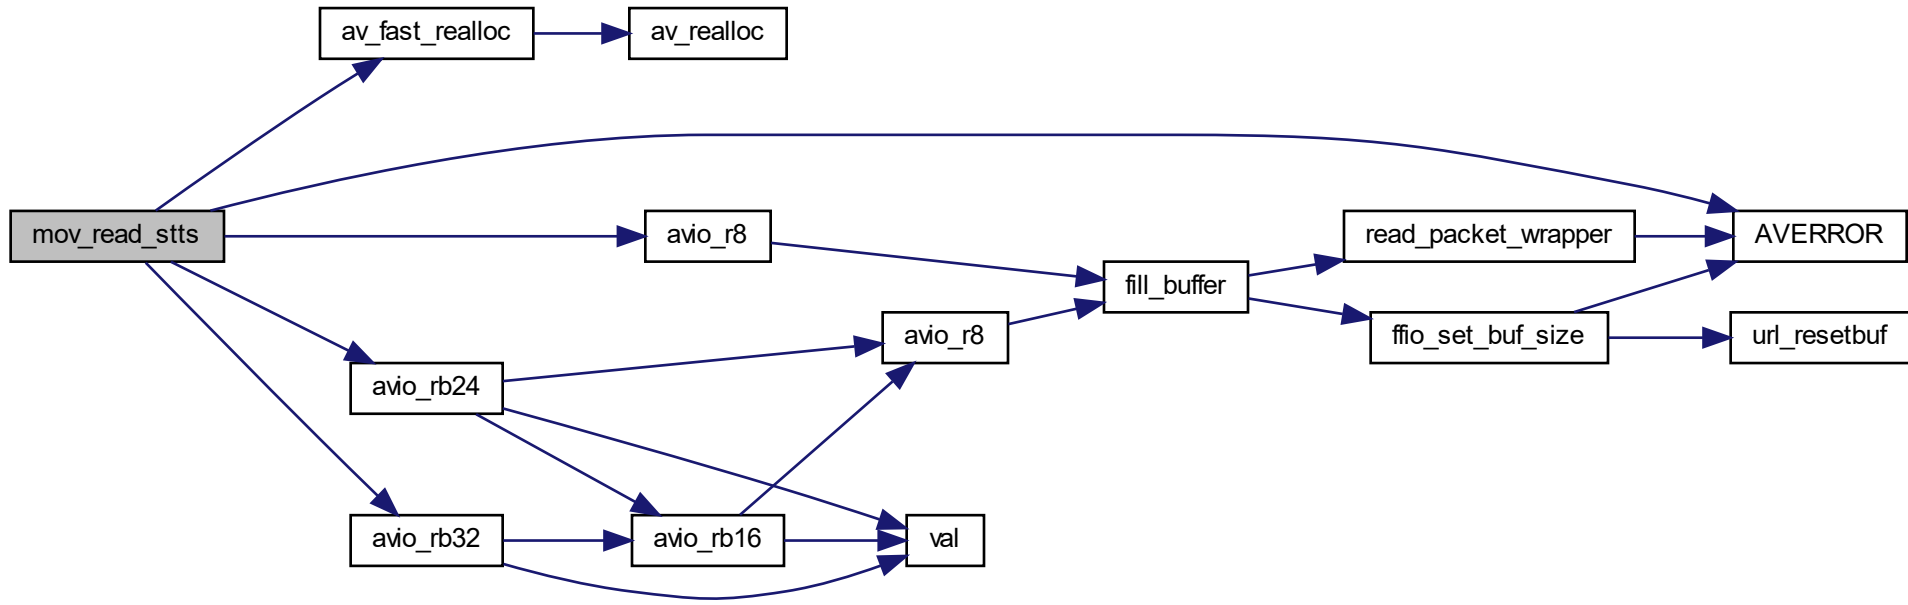 av_fast_realloc
av_realloc
mov_read_stts
avio_r8
read_packet_wrapper
AVERROR
fill_buffer
avio_r8
ffio_set_buf_size
url_resetbuf
avio_rb24
avio_rb32
avio_rb16
val